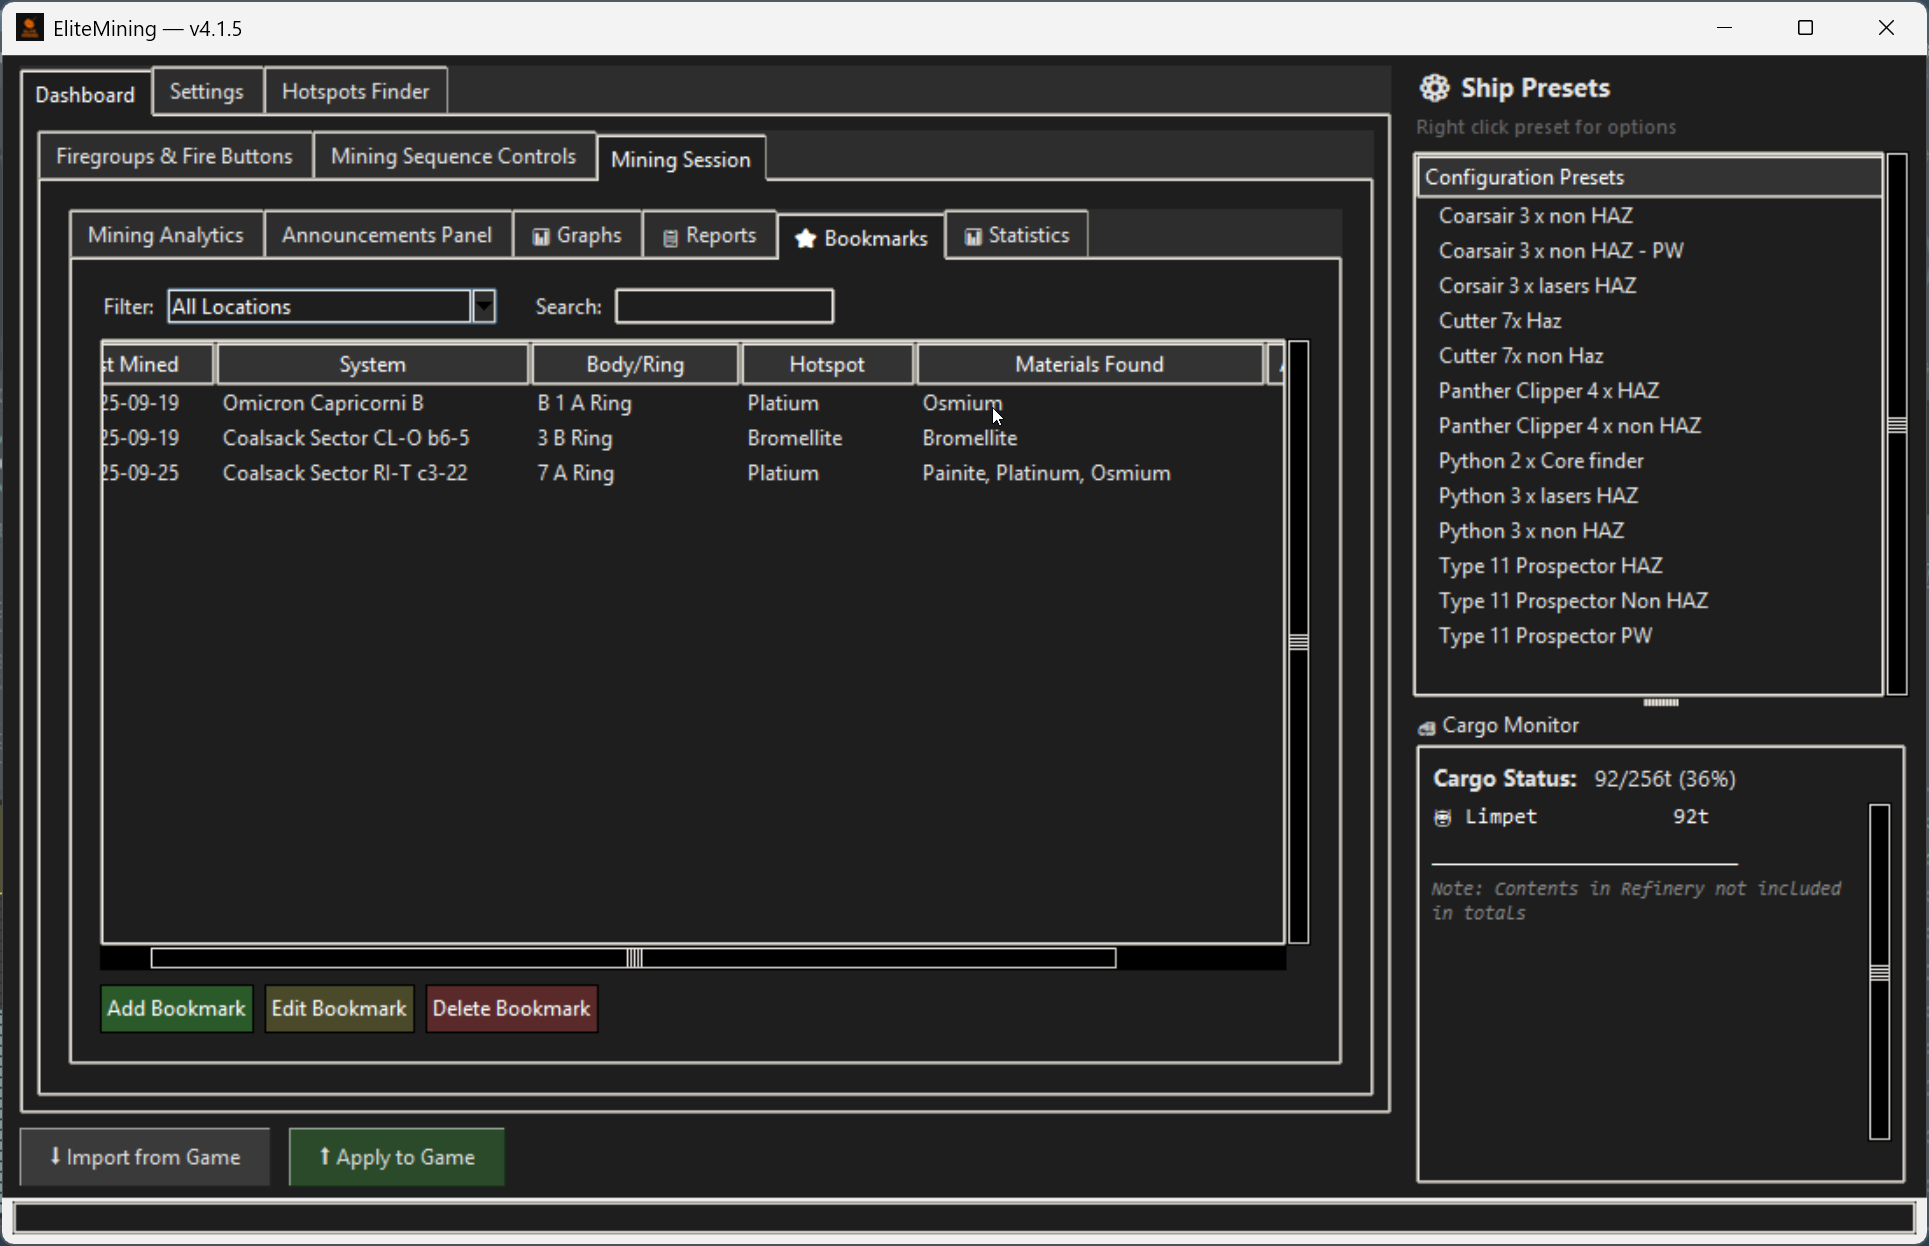 EliteMining — v4.1.5
Dashboard Settings Hotspots Finder
Firegroups & Fire Buttons Mining Sequence Controls Mining Session
Mining Analytics Announcements Panel Graphs Reports Bookmarks Statistics
Filter: All Locations Search:
st Mined System Body/Ring Hotspot Materials Found
25-09-19 Omicron Capricorni B B 1 A Ring Platium Osmium
25-09-19 Coalsack Sector CL-O b6-5 3 B Ring Bromellite Bromellite
25-09-25 Coalsack Sector RI-T c3-22 7 A Ring Platium Painite, Platinum, Osmium
Add Bookmark Edit Bookmark Delete Bookmark
Import from Game Apply to Game
Ship Presets
Right click preset for options
Configuration Presets
Coarsair 3 x non HAZ
Coarsair 3 x non HAZ - PW
Corsair 3 x lasers HAZ
Cutter 7x Haz
Cutter 7x non Haz
Panther Clipper 4 x HAZ
Panther Clipper 4 x non HAZ
Python 2 x Core finder
Python 3 x lasers HAZ
Python 3 x non HAZ
Type 11 Prospector HAZ
Type 11 Prospector Non HAZ
Type 11 Prospector PW
Cargo Monitor
Cargo Status: 92/256t (36%)
Limpet 92t
Note: Contents in Refinery not included
in totals